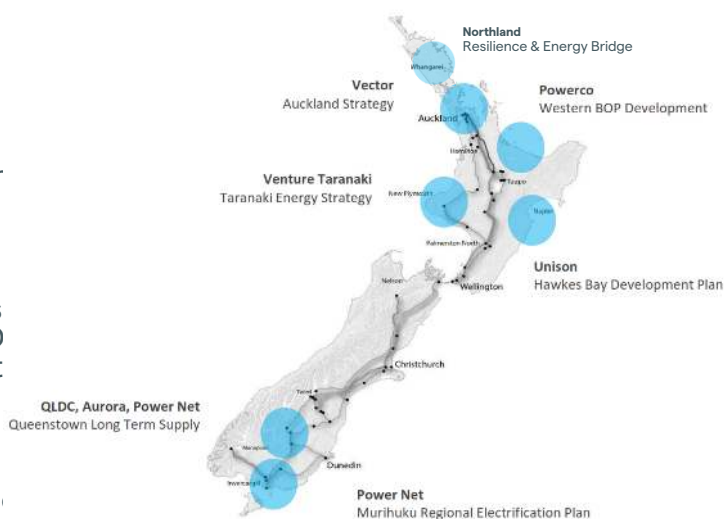 Northland
Resilience & Energy Bridge
Whangarei
Vector
Auckland Strategy
Powerco
Western BOP Development
Auckland
Hamilton
Venture Taranaki
Taranaki Energy Strategy
Taupo
New Plymouth
Napier
Palmerston North
Unison
Hawkes Bay Development Plan
Nelson
Wellington
Christchurch
QLDC, Aurora, Power Net
Queenstown Long Term Supply
Twizel
Dunedin
Invercargill
Power Net
Murihuku Regional Electrification Plan